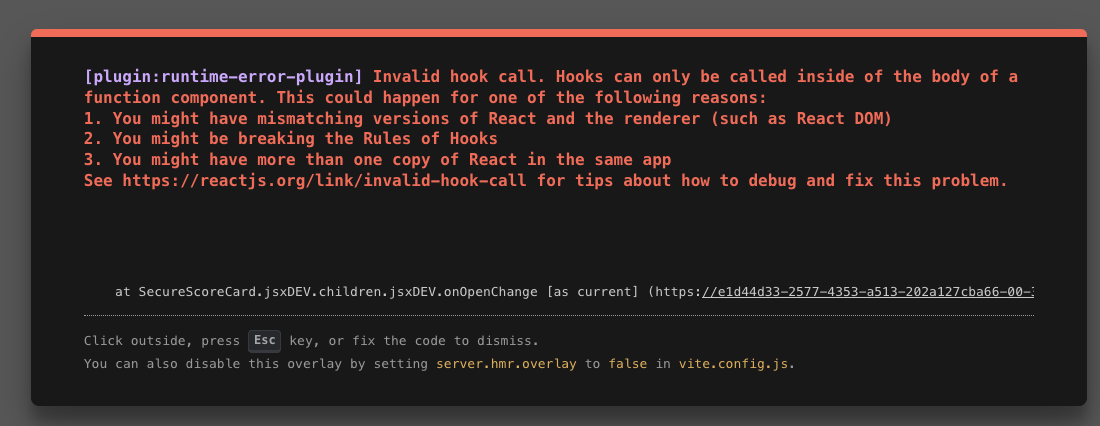 [plugin:runtime-error-plugin] Invalid hook call. Hooks can only be called inside of the body of a
function component. This could happen for one of the following reasons:
1. You might have mismatching versions of React and the renderer (such as React DOM)
2. You might be breaking the Rules of Hooks
3. You might have more than one copy of React in the same app
See https://reactjs.org/link/invalid-hook-call for tips about how to debug and fix this problem.
at SecureScoreCard.jsxDEV.children.jsxDEV.onOpenChange [as current] (https://e1d44d33-2577-4353-a513-202a127cba66-00-
Click outside, press Esc key, or fix the code to dismiss.
You can also disable this overlay by setting server.hmr.overlay to false in vite.config.js.